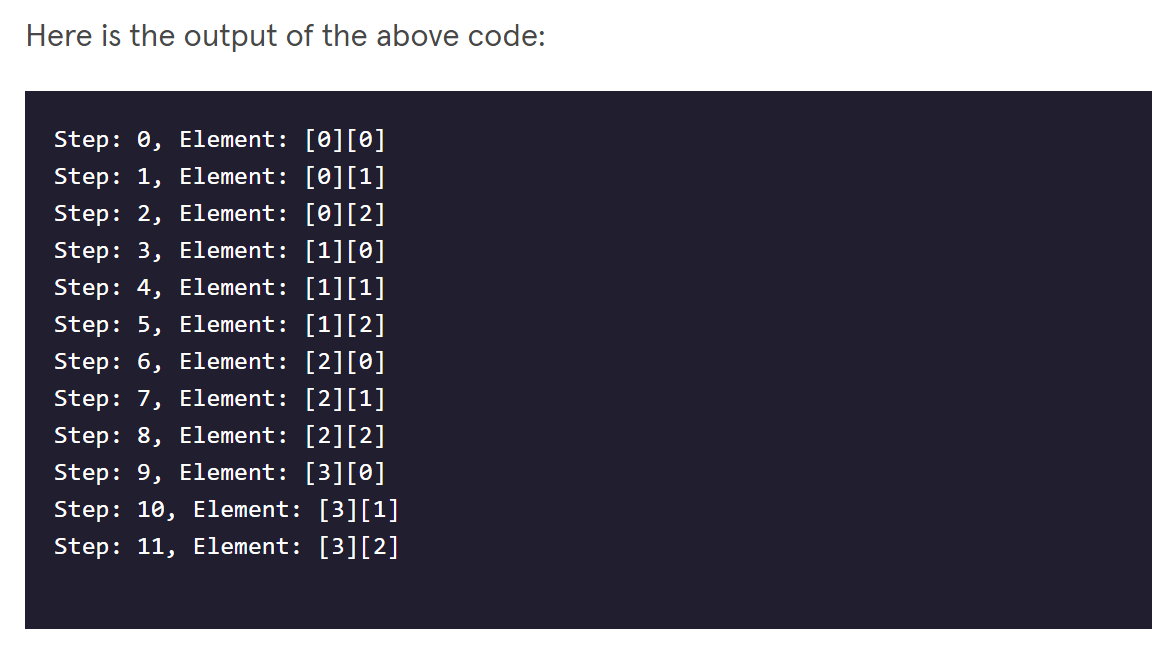 Here is the output of the above code:
Step: 0, Element: [0][0]
Step: 1, Element: [0][1]
Step: 2, Element: [0][2]
Step: 3, Element: [1][0]
Step: 4, Element: [1][1]
Step: 5, Element: [1][2]
Step: 6, Element: [2][0]
Step: 7, Element: [2][1]
Step: 8, Element: [2][2]
Step: 9, Element: [3][0]
Step: 10, Element: [3][1]
Step: 11, Element: [3][2]